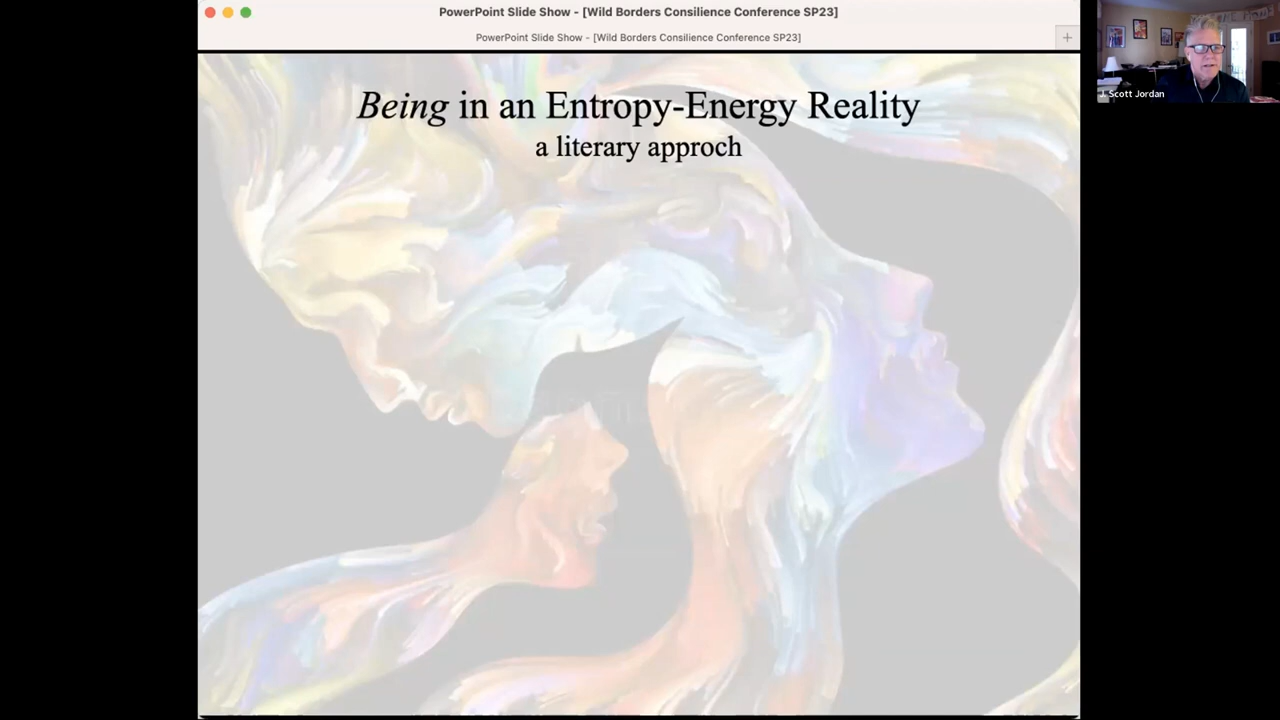 PowerPoint Slide Show - [Wild Borders Consilience Conference SP23]
PowerPoint Slide Show - [Wild Borders Consilience Conference SP23]
Being in an Entropy-Energy Reality
a literary approch
J. Scott Jordan